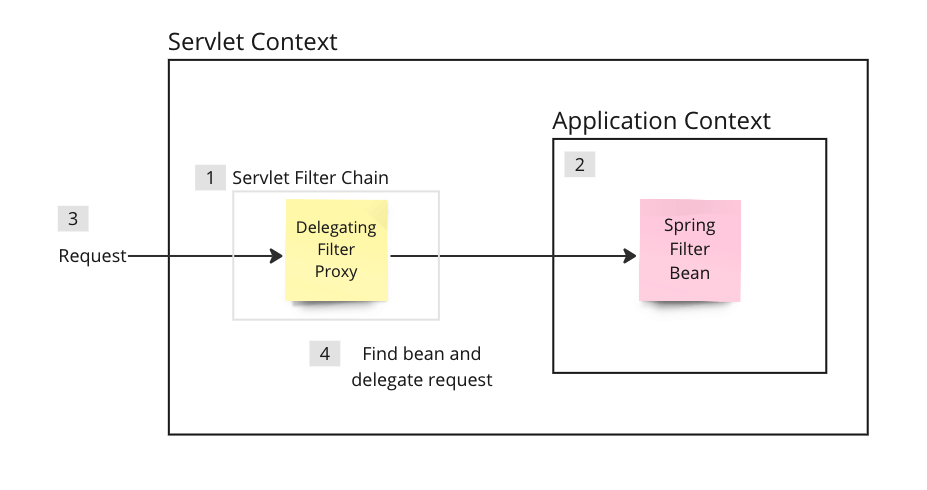 Servlet Context
Application Context
1 Servlet Filter Chain
2
3
Request
Delegating
Filter
Proxy
Spring
Filter
Bean
4 Find bean and
delegate request